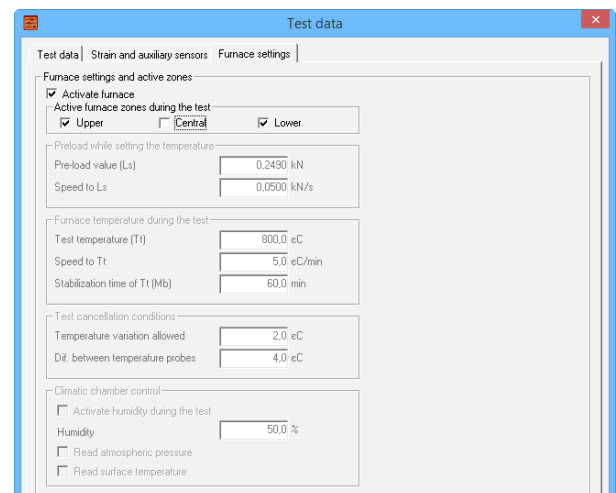 Test data
Test data Strain and auxiliary sensors Furnace settings
Furnace settings and active zones
Activate furnace
Active furnace zones during the test
Upper Central Lower
Preload while setting the temperature
Pre-load value (Ls) 0,2490 kN
Speed to Ls 0,0500 kN/s
Furnace temperature during the test
Test temperature (Tt) 800,0 єC
Speed to Tt 5,0 єC/min
Stabilization time of Tt (Mb) 60,0 min
Test cancellation conditions
Temperature variation allowed 2,0 єC
Dif. between temperature probes 4,0 єC
Climatic chamber control
Activate humidity during the test
Humidity 50,0 %
Read atmospheric pressure
Read surface temperature